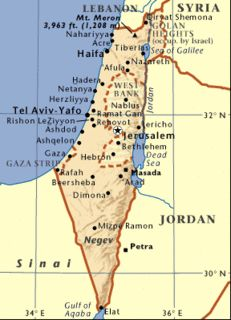 LEBANON
SYRIA
Mt. Meron
3,963 ft. (1,208 m)
Qiryat Shemona
GOLAN
HEIGHTS
(occup. by Israel)
Nahariyya
Acre
Tiberias
Sea of Galilee
Haifa
Nazareth
Afula
Hadera
Netanya
WEST
BANK
Herzliyya
Nablus
Jordan
32°N
Tel Aviv-Yafo
Ramat Gan
Rishon LeZiyyon
Rehovot
Ashdod
Jericho
Jerusalem
Ashqelon
Bethlehem
Gaza
Hebron
Dead
Sea
GAZA STRIP
Rafah
Masada
Beersheba
Arad
Dimona
JORDAN
Mizpe Ramon
Negev
Petra
Sinai
30°N
34°E
Gulf of
Aqaba
Elat
36°E